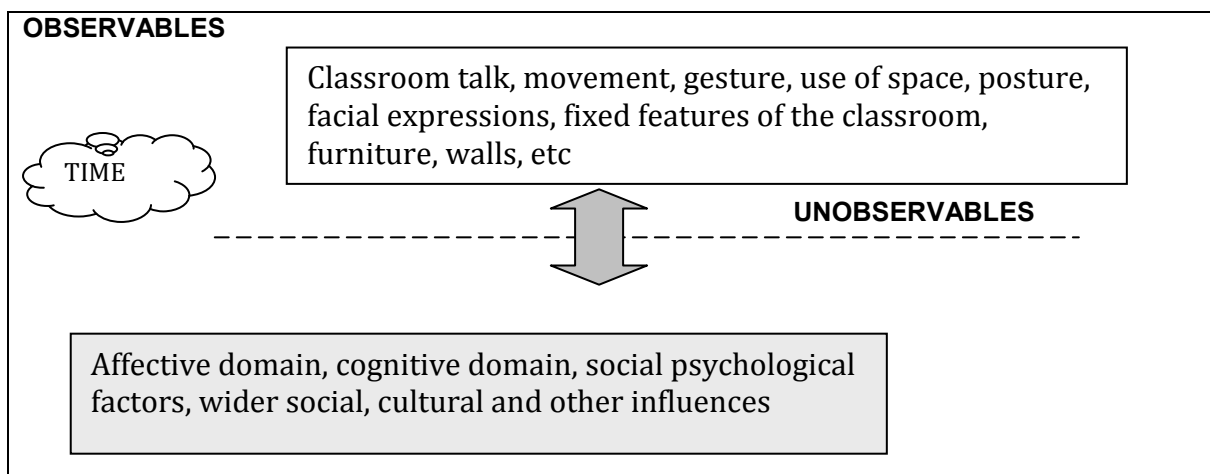 OBSERVABLES
Classroom talk, movement, gesture, use of space, posture,
facial expressions, fixed features of the classroom,
furniture, walls, etc
TIME
UNOBSERVABLES
Affective domain, cognitive domain, social psychological
factors, wider social, cultural and other influences